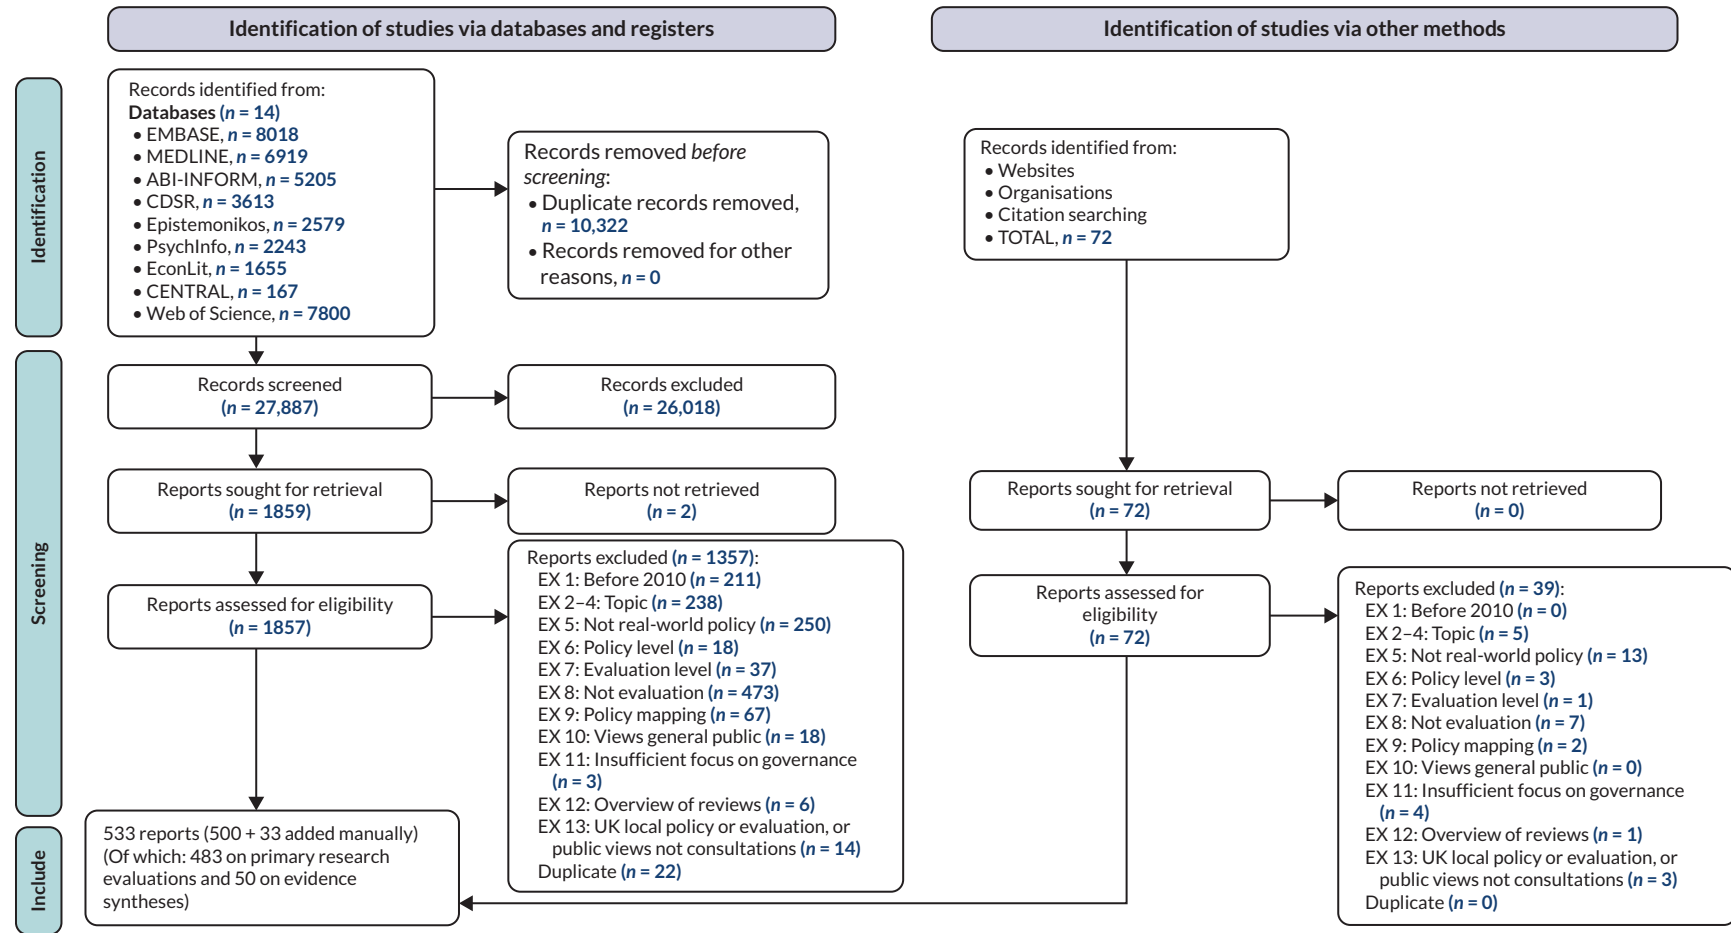 Identification of studies via databases and registers
Identification of studies via other methods
Identification
Records identified from:
Databases (n = 14)
• EMBASE, n = 8018
• MEDLINE, n = 6919
• ABI-INFORM, n = 5205
• CDSR, n = 3613
• Epistemonikos, n = 2579
• PsychInfo, n = 2243
• EconLit, n = 1655
• CENTRAL, n = 167
• Web of Science, n = 7800
Records removed before
screening:
• Duplicate records removed,
n = 10,322
• Records removed for other
reasons, n = 0
Records identified from:
• Websites
• Organisations
• Citation searching
• TOTAL, n = 72
Screening
Records screened
(n = 27,887)
Records excluded
(n = 26,018)
Reports sought for retrieval
(n = 1859)
Reports not retrieved
(n = 2)
Reports sought for retrieval
(n = 72)
Reports not retrieved
(n = 0)
Reports assessed for eligibility
(n = 1857)
Reports excluded (n = 1357):
EX 1: Before 2010 (n = 211)
EX 2–4: Topic (n = 238)
EX 5: Not real-world policy (n = 250)
EX 6: Policy level (n = 18)
EX 7: Evaluation level (n = 37)
EX 8: Not evaluation (n = 473)
EX 9: Policy mapping (n = 67)
EX 10: Views general public (n = 18)
EX 11: Insufficient focus on governance
(n = 3)
EX 12: Overview of reviews (n = 6)
EX 13: UK local policy or evaluation, or
public views not consultations (n = 14)
Duplicate (n = 22)
Reports assessed for
eligibility
(n = 72)
Reports excluded (n = 39):
EX 1: Before 2010 (n = 0)
EX 2–4: Topic (n = 5)
EX 5: Not real-world policy (n = 13)
EX 6: Policy level (n = 3)
EX 7: Evaluation level (n = 1)
EX 8: Not evaluation (n = 7)
EX 9: Policy mapping (n = 2)
EX 10: Views general public (n = 0)
EX 11: Insufficient focus on governance
(n = 4)
EX 12: Overview of reviews (n = 1)
EX 13: UK local policy or evaluation, or
public views not consultations (n = 3)
Duplicate (n = 0)
Include
533 reports (500 + 33 added manually)
(Of which: 483 on primary research
evaluations and 50 on evidence
syntheses)